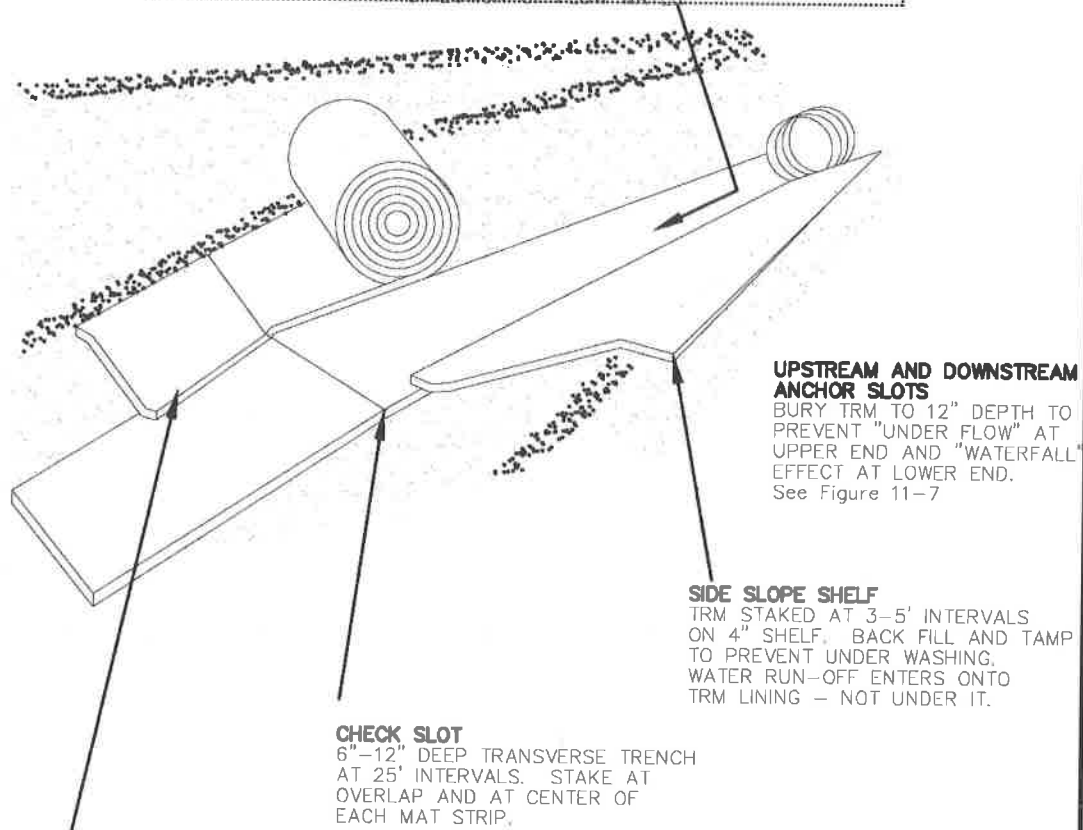 UPSTREAM AND DOWNSTREAM
ANCHOR SLOTS
BURY TRM TO 12" DEPTH TO
PREVENT "UNDER FLOW" AT
UPPER END AND "WATERFALL"
EFFECT AT LOWER END.
See Figure 11-7
SIDE SLOPE SHELF
TRM STAKED AT 3-5' INTERVALS
ON 4" SHELF. BACK FILL AND TAMP
TO PREVENT UNDER WASHING.
WATER RUN-OFF ENTERS ONTO
TRM LINING - NOT UNDER IT.
CHECK SLOT
6"-12" DEEP TRANSVERSE TRENCH
AT 25' INTERVALS. STAKE AT
OVERLAP AND AT CENTER OF
EACH MAT STRIP.